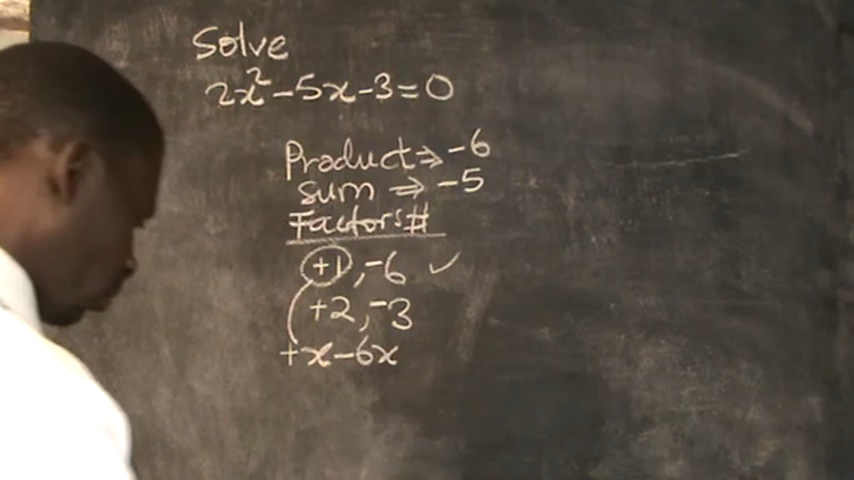 Solve
2x²-5x-3=0
Product⇒-6
sum ⇒ -5
Factors#
+1,-6 ✓
+2,-3
+x-6x